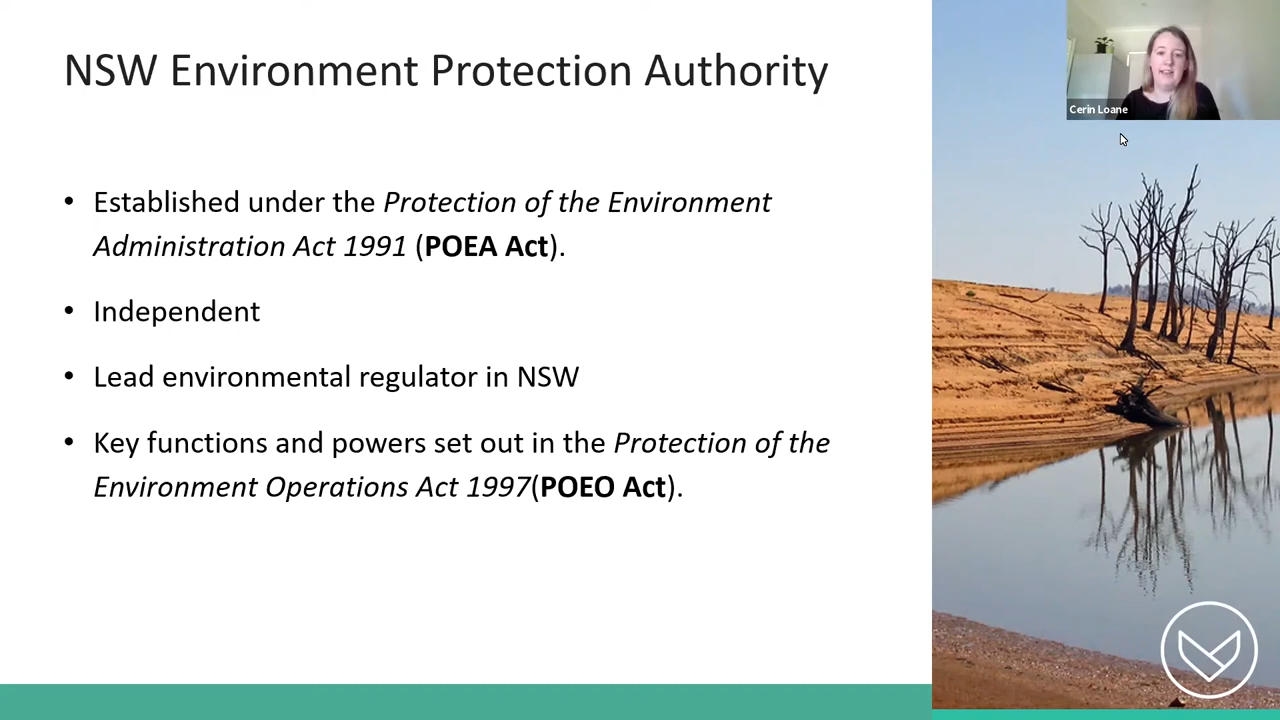 NSW Environment Protection Authority
Cerin Loane
• Established under the Protection of the Environment
Administration Act 1991 (POEA Act).
• Independent
• Lead environmental regulator in NSW
• Key functions and powers set out in the Protection of the
Environment Operations Act 1997(POEO Act).